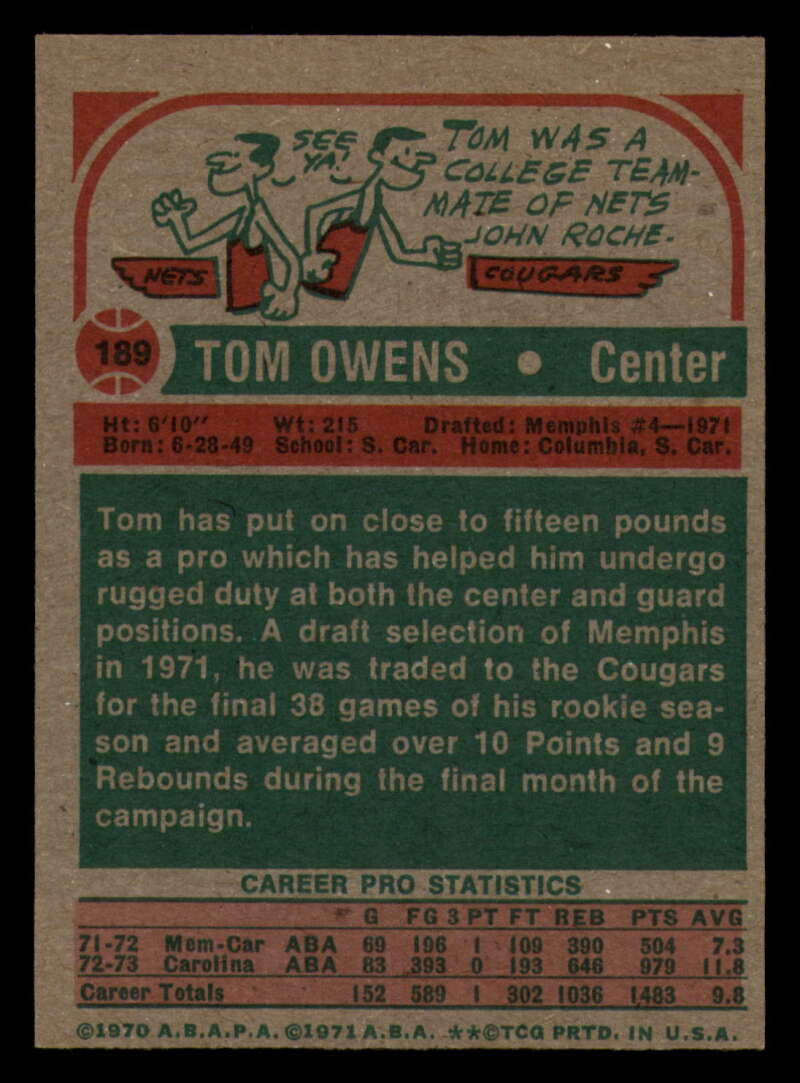 SEE
YA!
TOM WAS A
COLLEGE TEAM-
MATE OF NETS
JOHN ROCHE.
NETS
COUGARS
189
TOM OWENS • Center
Ht: 6'10" Wt: 215 Drafted: Memphis #4—1971
Born: 6-28-49 School: S. Car. Home: Columbia, S. Car.
Tom has put on close to fifteen pounds
as a pro which has helped him undergo
rugged duty at both the center and guard
positions. A draft selection of Memphis
in 1971, he was traded to the Cougars
for the final 38 games of his rookie sea-
son and averaged over 10 Points and 9
Rebounds during the final month of the
campaign.
CAREER PRO STATISTICS
G FG 3 PT FT REB PTS AVG
71-72 Mem-Car ABA 69 196 1 109 390 504 7.3
72-73 Carolina ABA 83 393 0 193 646 979 11.8
Career Totals 152 589 1 302 1036 1,483 9.8
©1970 A.B.A.P.A. ©1971 A.B.A. **©TCG PRTD. IN U.S.A.